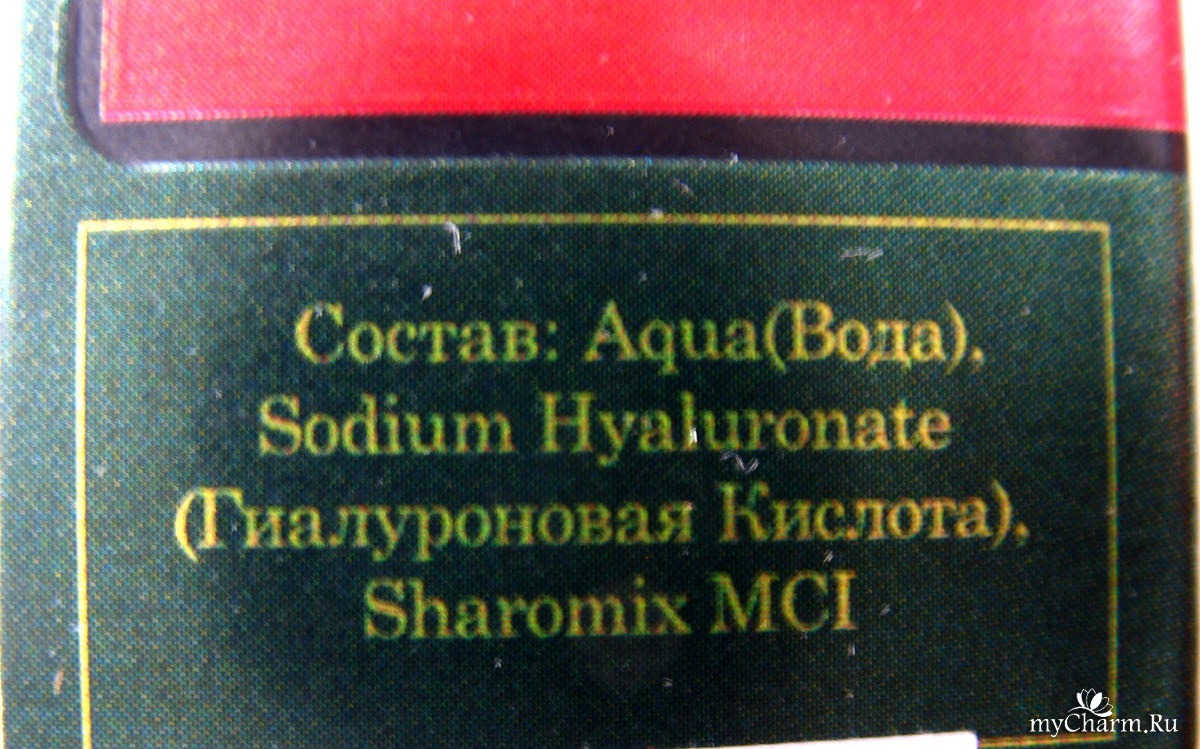 Состав: Aqua(Вода),
Sodium Hyaluronate
(Гиалуроновая Кислота),
Sharomix MCI
myCharm.Ru